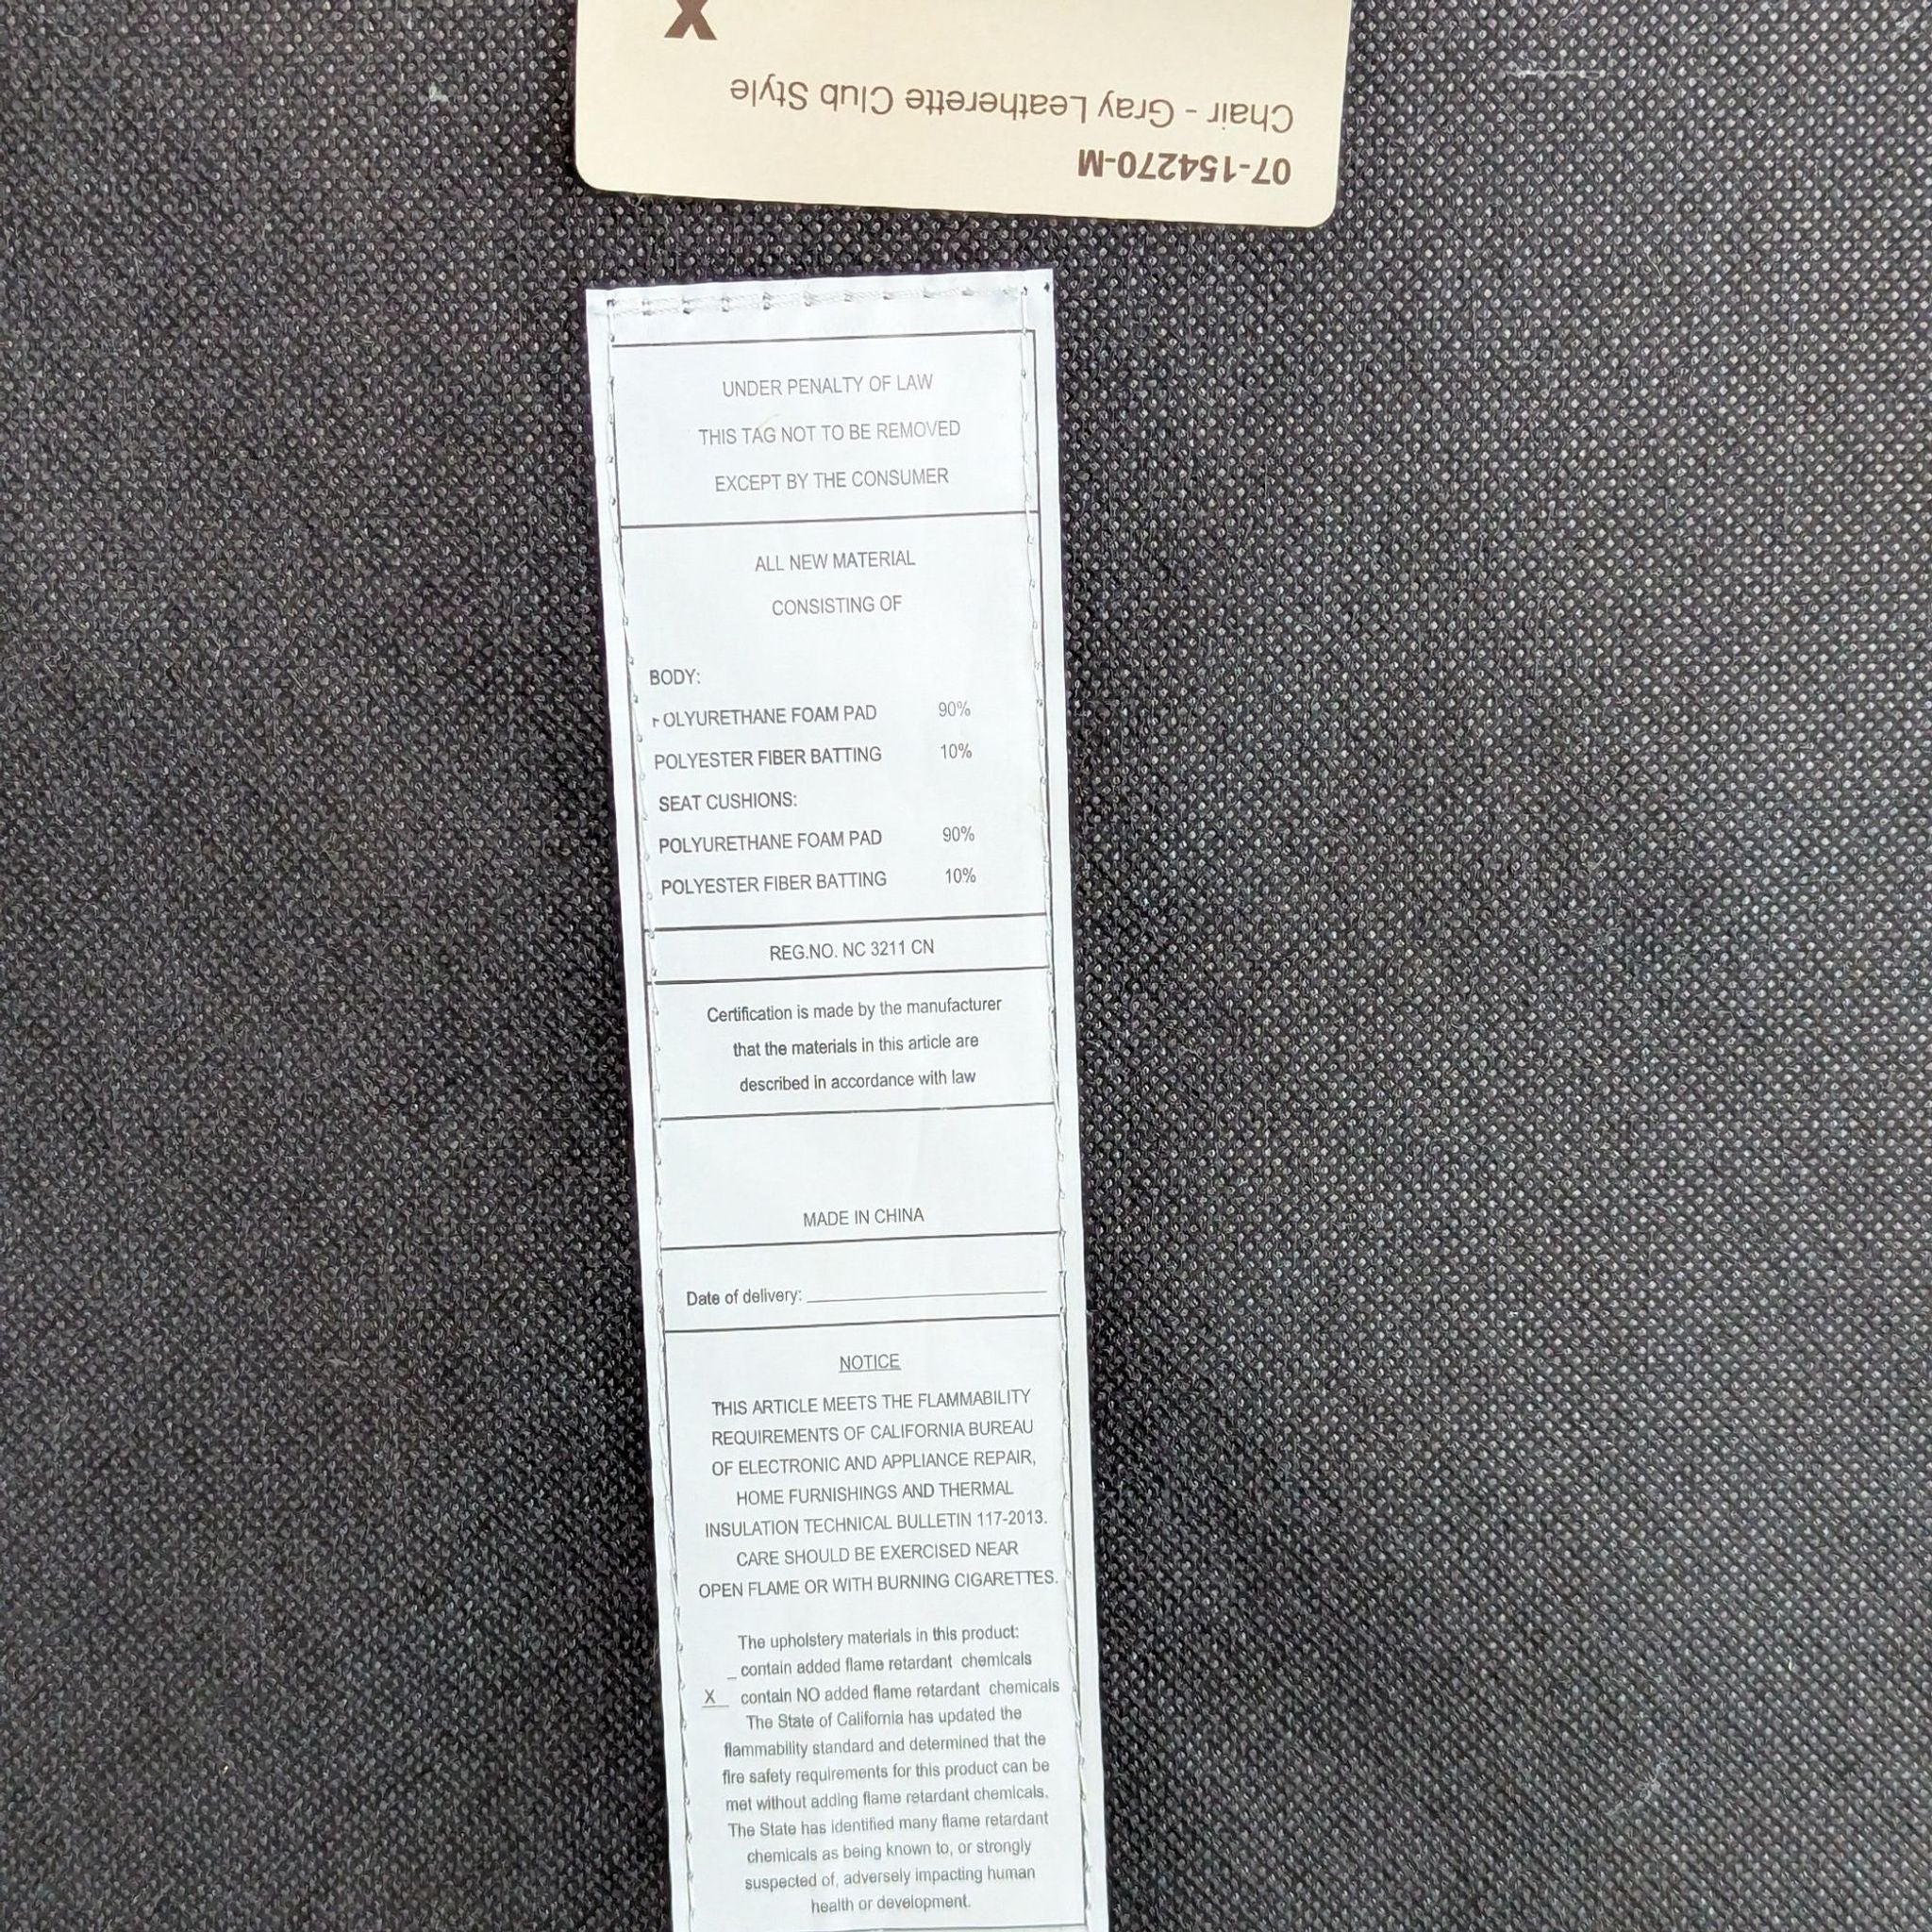 X
Chair - Gray Leatherette Club Style
07-154270-M
UNDER PENALTY OF LAW
THIS TAG NOT TO BE REMOVED
EXCEPT BY THE CONSUMER
ALL NEW MATERIAL
CONSISTING OF
BODY:
POLYURETHANE FOAM PAD 90%
POLYESTER FIBER BATTING 10%
SEAT CUSHIONS:
POLYURETHANE FOAM PAD 90%
POLYESTER FIBER BATTING 10%
REG.NO. NC 3211 CN
Certification is made by the manufacturer
that the materials in this article are
described in accordance with law
MADE IN CHINA
Date of delivery: ____________________
NOTICE
THIS ARTICLE MEETS THE FLAMMABILITY
REQUIREMENTS OF CALIFORNIA BUREAU
OF ELECTRONIC AND APPLIANCE REPAIR,
HOME FURNISHINGS AND THERMAL
INSULATION TECHNICAL BULLETIN 117-2013.
CARE SHOULD BE EXERCISED NEAR
OPEN FLAME OR WITH BURNING CIGARETTES.
The upholstery materials in this product:
_ contain added flame retardant chemicals
X contain NO added flame retardant chemicals
The State of California has updated the
flammability standard and determined that the
fire safety requirements for this product can be
met without adding flame retardant chemicals.
The State has identified many flame retardant
chemicals as being known to, or strongly
suspected of, adversely impacting human
health or development.